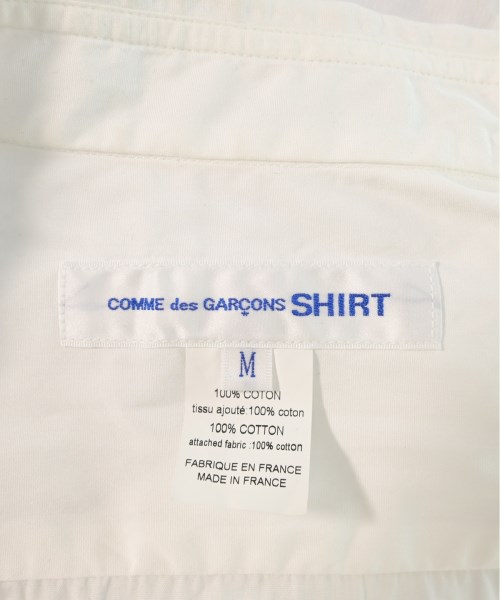 COMME des GARÇONS SHIRT
M
100% COTON
tissu ajouté:100% coton
100% COTTON
attached fabric :100% cotton
FABRIQUE EN FRANCE
MADE IN FRANCE